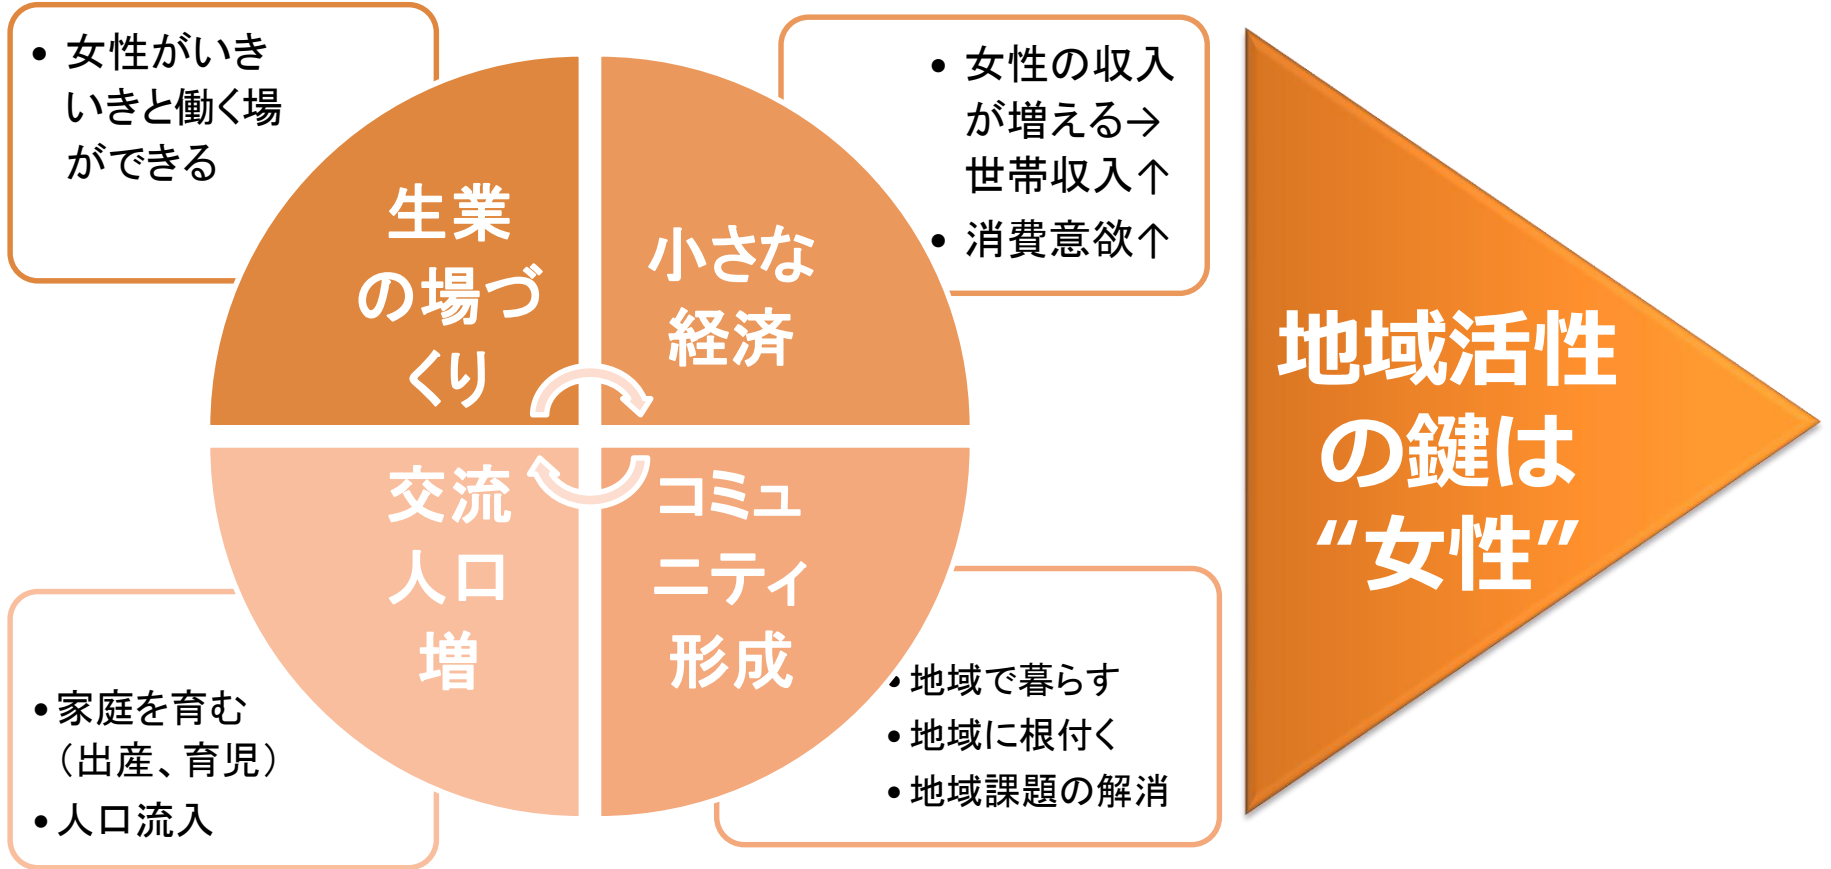 • 女性がいき
いきと働く場
ができる
生業
の場づ
くり
小さな
経済
• 女性の収入
が増える→
世帯収入↑
• 消費意欲↑
交流
人口
増
• 家庭を育む
（出産、育児）
• 人口流入
コミュ
ニティ
形成
• 地域で暮らす
• 地域に根付く
• 地域課題の解消
地域活性
の鍵は
“女性”